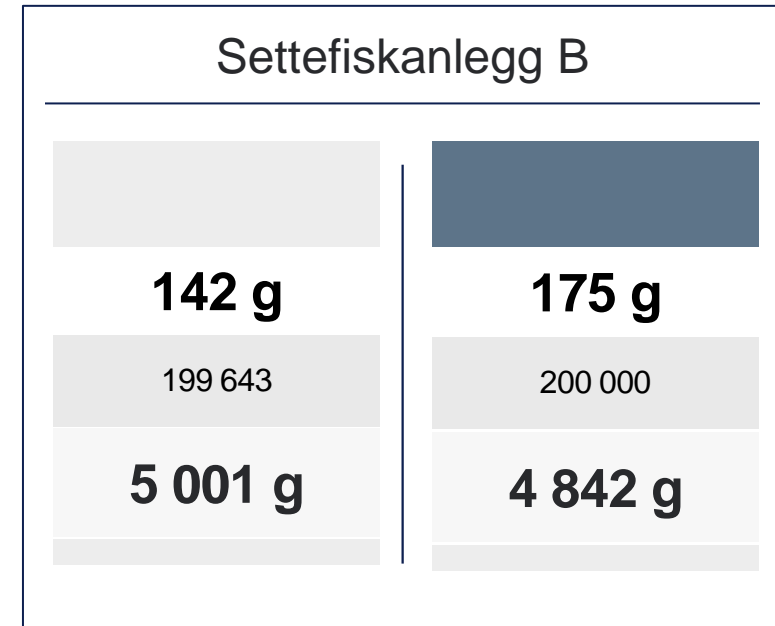 Settefiskanlegg B
142 g
175 g
199 643
200 000
5 001 g
4 842 g